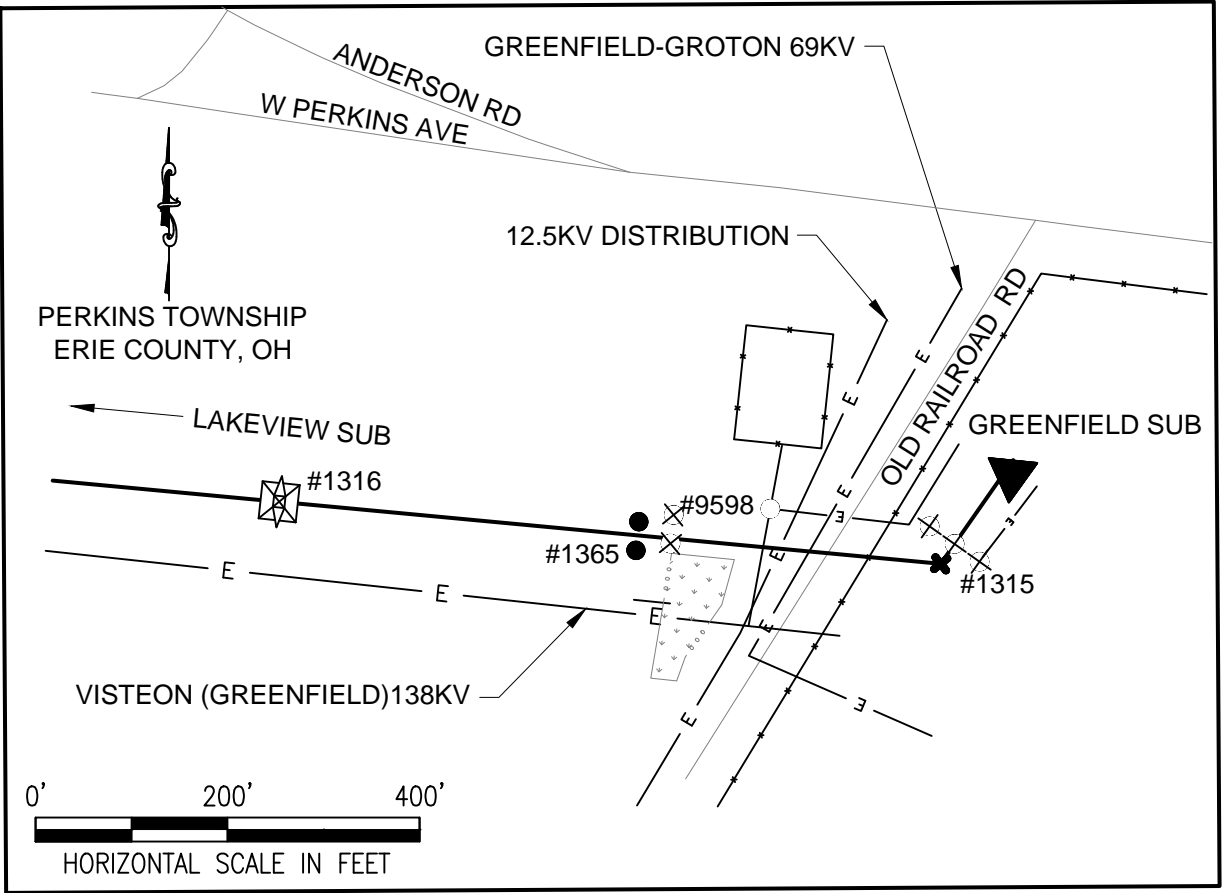 GREENFIELD-GROTON 69KV
ANDERSON RD
W PERKINS AVE
12.5KV DISTRIBUTION
PERKINS TOWNSHIP
ERIE COUNTY, OH
OLD RAILROAD RD
LAKEVIEW SUB
GREENFIELD SUB
#1316
#9598
#1365
#1315
E
E
E
E
E
E
E
E
E
E
E
E
E
VISTEON (GREENFIELD)138KV
0' 200' 400'
HORIZONTAL SCALE IN FEET